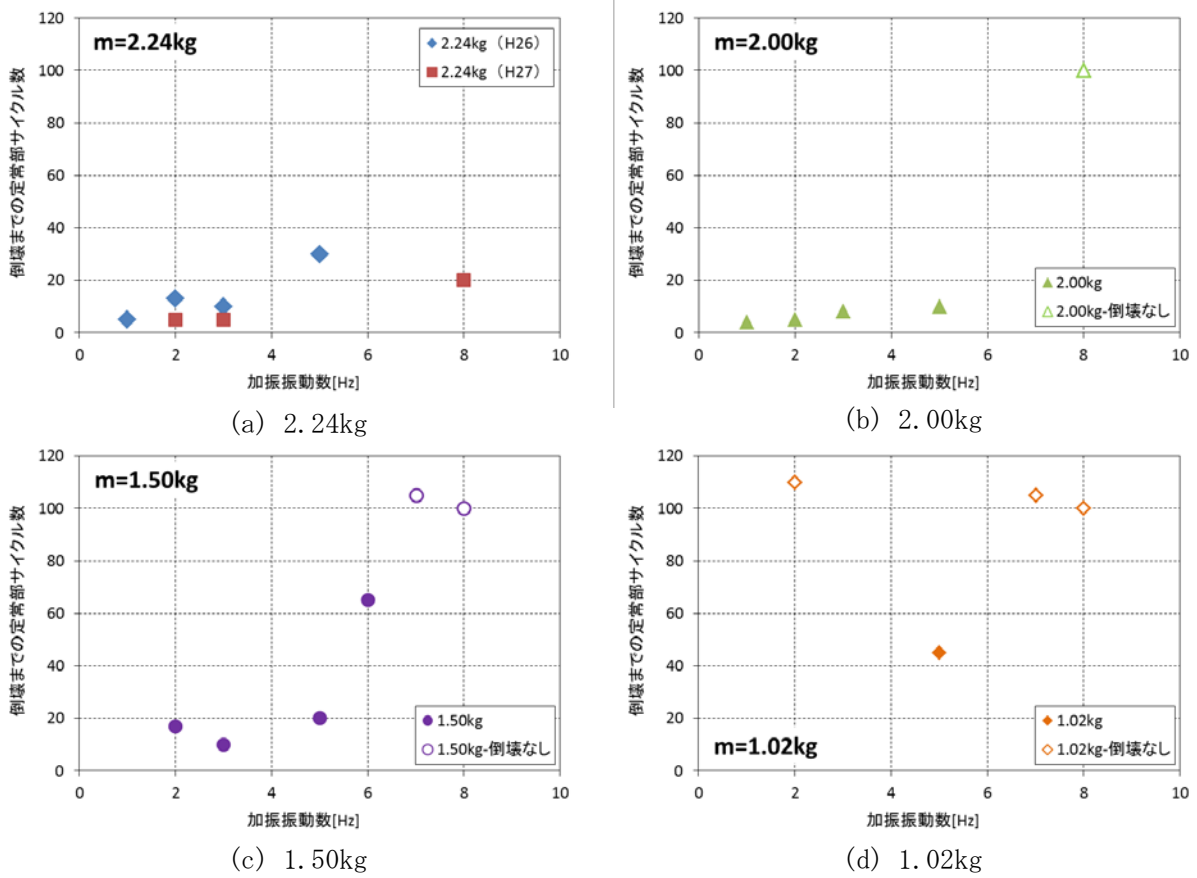 m=2.24kg
2.24kg（H26）
2.24kg（H27）
倒壊までの定常部サイクル数
120
100
80
60
40
20
0
0 2 4 6 8 10
加振振動数[Hz]
(a) 2.24kg
m=2.00kg
2.00kg
2.00kg-倒壊なし
倒壊までの定常部サイクル数
120
100
80
60
40
20
0
0 2 4 6 8 10
加振振動数[Hz]
(b) 2.00kg
m=1.50kg
1.50kg
1.50kg-倒壊なし
倒壊までの定常部サイクル数
120
100
80
60
40
20
0
0 2 4 6 8 10
加振振動数[Hz]
(c) 1.50kg
m=1.02kg
1.02kg
1.02kg-倒壊なし
倒壊までの定常部サイクル数
120
100
80
60
40
20
0
0 2 4 6 8 10
加振振動数[Hz]
(d) 1.02kg